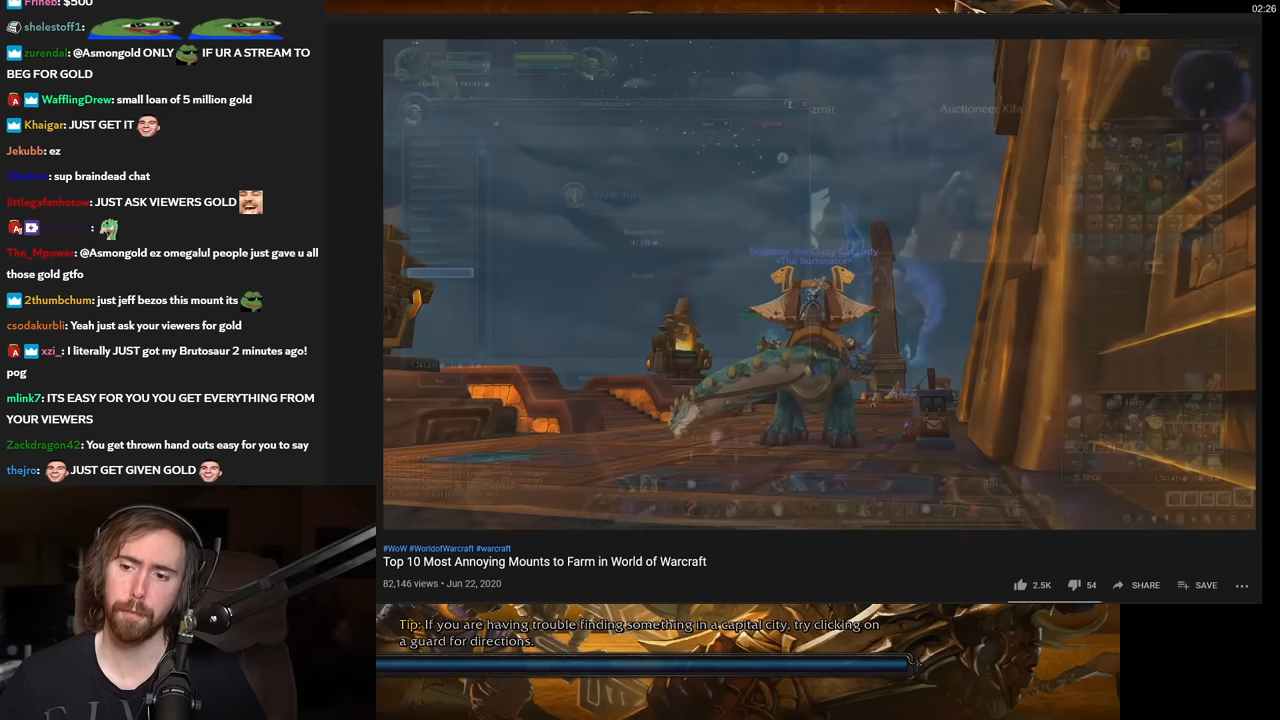 Frineb: $500
02:26
shelestoff1:
zurendal: @Asmongold ONLY IF UR A STREAM TO
BEG FOR GOLD
WafflingDrew: small loan of 5 million gold
Khaigar: JUST GET IT
Jekubb: ez
: sup braindead chat
littlegafanhotow: JUST ASK VIEWERS GOLD
:
The_Mpower: @Asmongold ez omegalul people just gave u all
those gold gtfo
2thumbchum: just jeff bezos this mount its
csodakurbli: Yeah just ask your viewers for gold
xzi_: I literally JUST got my Brutosaur 2 minutes ago!
pog
mlink7: ITS EASY FOR YOU YOU GET EVERYTHING FROM
YOUR VIEWERS
Zackdragon42: You get thrown hand outs easy for you to say
thejro: JUST GET GIVEN GOLD
zmit
Auctioneer Xifa
<The Burninator>
#WoW #WorldofWarcraft #warcraft
Top 10 Most Annoying Mounts to Farm in World of Warcraft
82,146 views • Jun 22, 2020
2.5K 54 SHARE SAVE
Tip: If you are having trouble finding something in a capital city, try clicking on
a guard for directions.